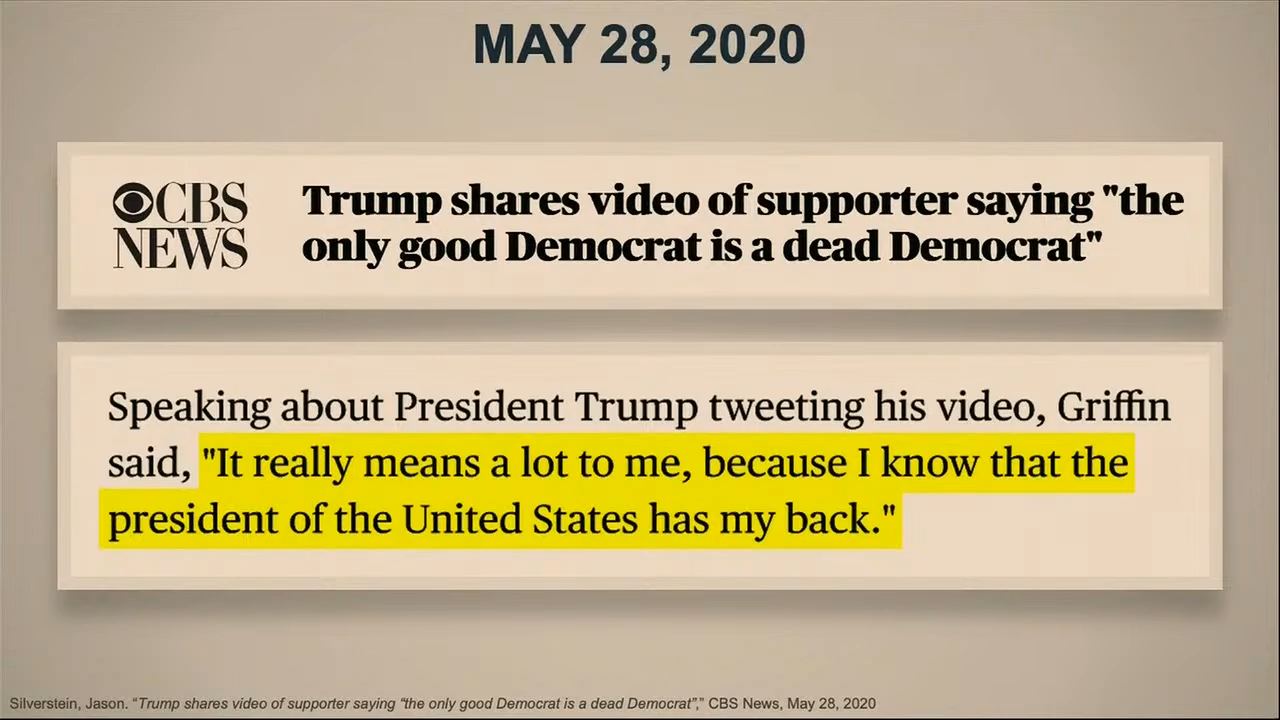 MAY 28, 2020
CBS NEWS
Trump shares video of supporter saying "the
only good Democrat is a dead Democrat"
Speaking about President Trump tweeting his video, Griffin
said, "It really means a lot to me, because I know that the
president of the United States has my back."
Silverstein, Jason. “Trump shares video of supporter saying “the only good Democrat is a dead Democrat”,” CBS News, May 28, 2020